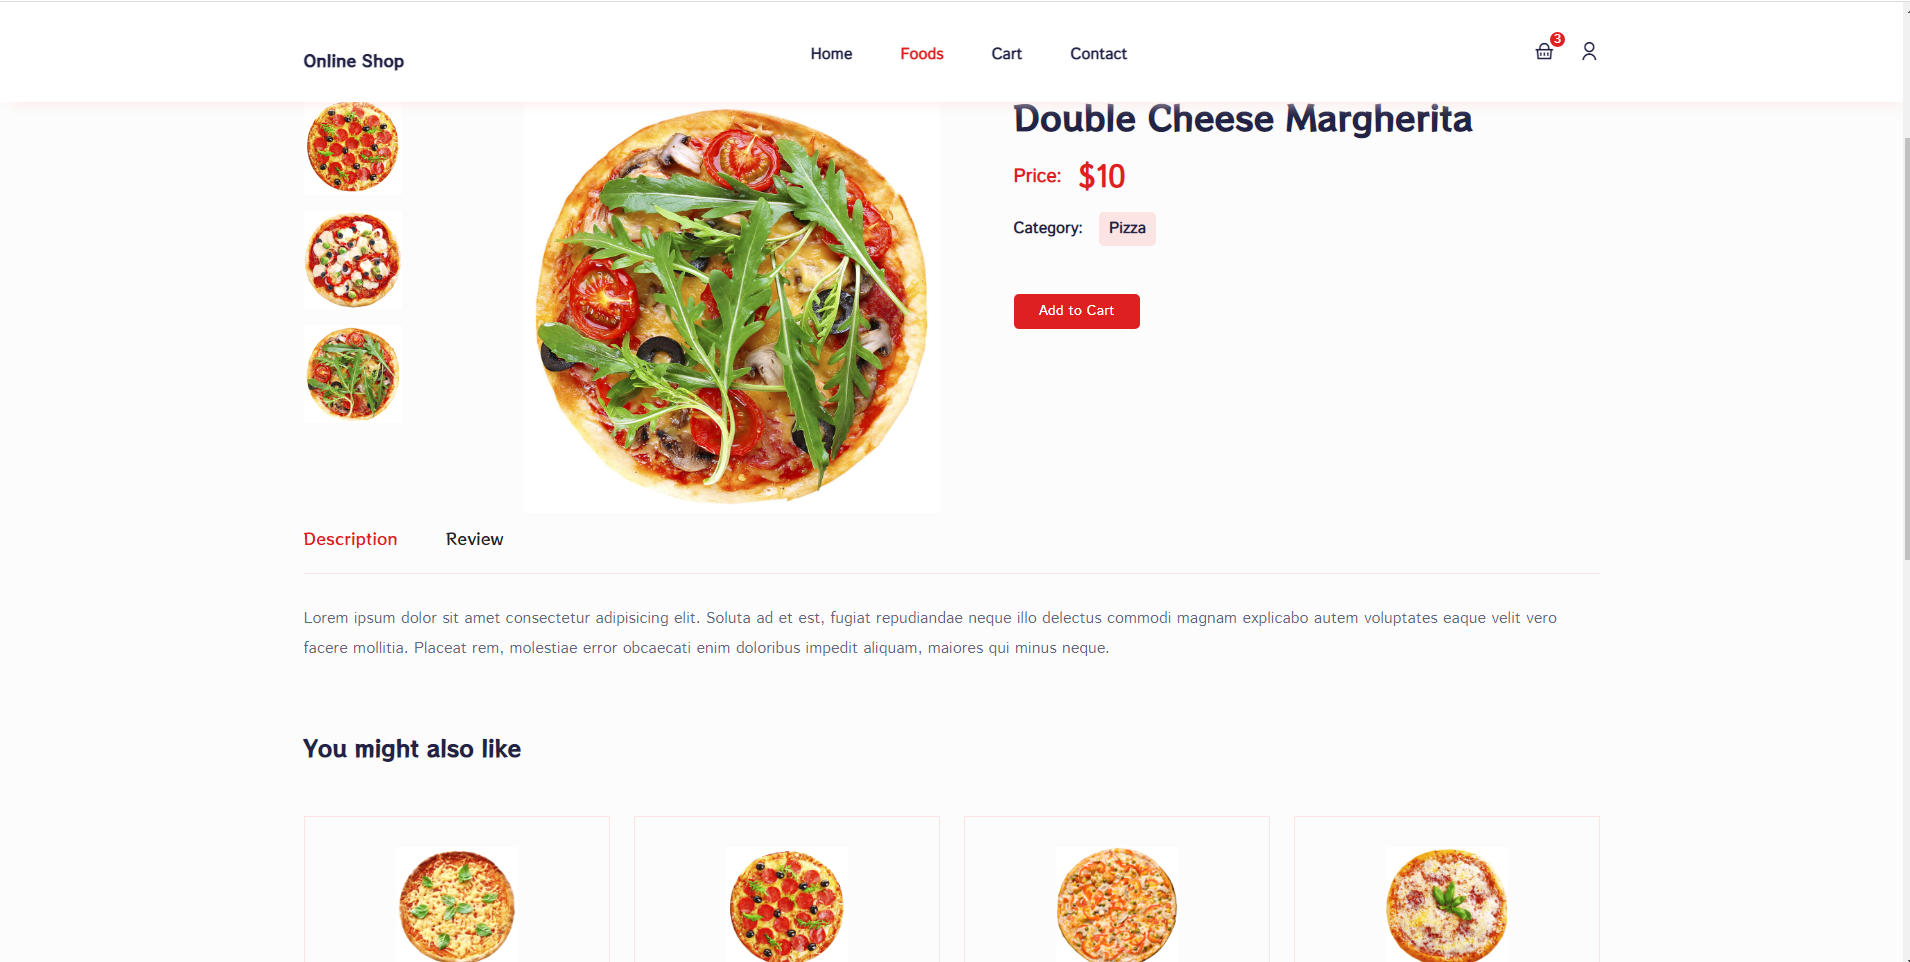 Online Shop
Home
Foods
Cart
Contact
3
Double Cheese Margherita
Price: $10
Category: Pizza
Add to Cart
Description
Review
Lorem ipsum dolor sit amet consectetur adipisicing elit. Soluta ad et est, fugiat repudiandae neque illo delectus commodi magnam explicabo autem voluptates eaque velit vero
facere mollitia. Placeat rem, molestiae error obcaecati enim doloribus impedit aliquam, maiores qui minus neque.
You might also like